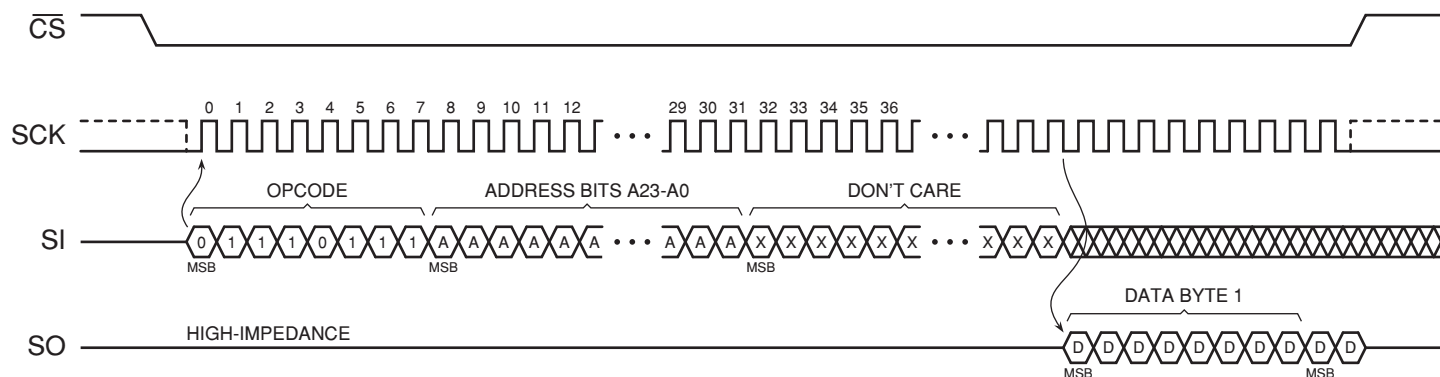 CS
0 1 2 3 4 5 6 7 8 9 10 11 12 29 30 31 32 33 34 35 36
SCK
OPCODE ADDRESS BITS A23-A0 DON'T CARE
SI 0 1 1 1 0 1 1 1 A A A A A A A A A X X X X X X X X X
MSB MSB MSB
DATA BYTE 1
HIGH-IMPEDANCE
SO D D D D D D D D D D
MSB MSB